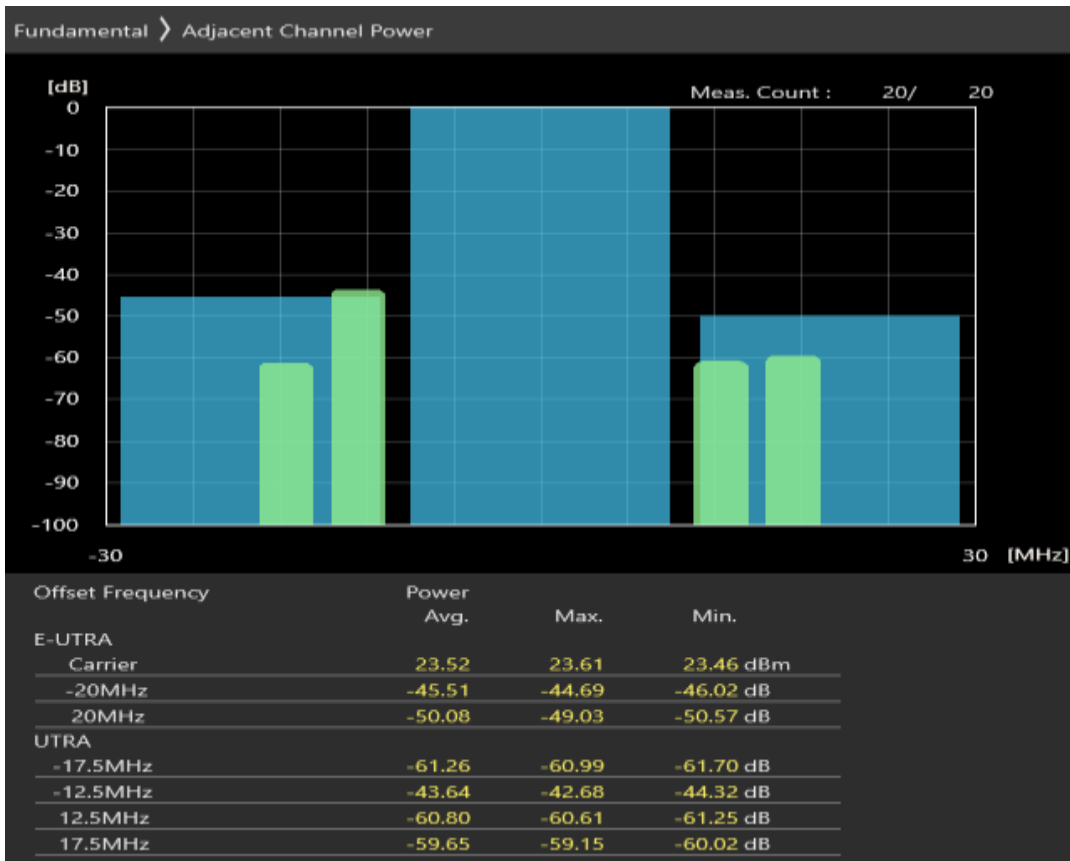 Fundamental ❯ Adjacent Channel Power
[dB]
Meas. Count : 20/ 20
0
-10
-20
-30
-40
-50
-60
-70
-80
-90
-100
-30 30 [MHz]
Offset Frequency Power
Avg. Max. Min.
E-UTRA
Carrier 23.52 23.61 23.46 dBm
-20MHz -45.51 -44.69 -46.02 dB
20MHz -50.08 -49.03 -50.57 dB
UTRA
-17.5MHz -61.26 -60.99 -61.70 dB
-12.5MHz -43.64 -42.68 -44.32 dB
12.5MHz -60.80 -60.61 -61.25 dB
17.5MHz -59.65 -59.15 -60.02 dB